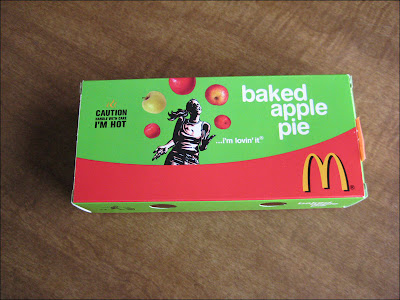 CAUTION
HANDLE WITH CARE
I'M HOT
baked
apple
pie
...i'm lovin' it®
M®